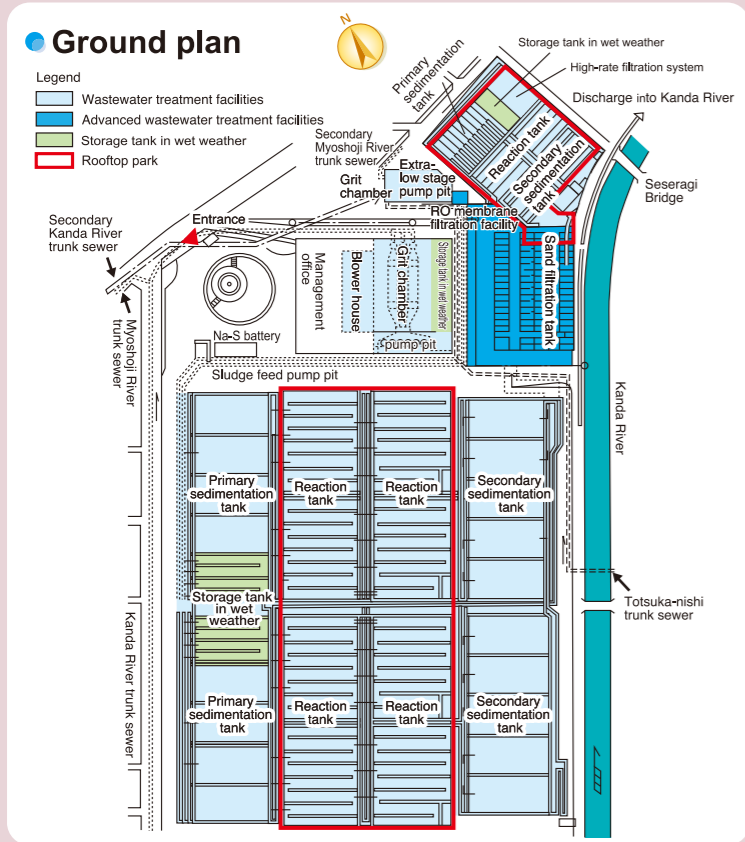 Ground plan
N
Legend
Wastewater treatment facilities
Advanced wastewater treatment facilities
Storage tank in wet weather
Rooftop park
Storage tank in wet weather
High-rate filtration system
Discharge into Kanda River
Primary
sedimentation
tank
Reaction tank
Secondary
sedimentation
tank
Seseragi
Bridge
Secondary
Myoshoji River
trunk sewer
Grit
chamber
Extra-
low stage
pump pit
RO membrane
filtration facility
Sand filtration tank
Entrance
Secondary
Kanda River
trunk sewer
Myoshoji River
trunk sewer
Management
office
Blower house
Grit chamber
Storage tank in wet weather
pump pit
Na-S battery
Sludge feed pump pit
Kanda River
Primary
sedimentation
tank
Reaction
tank
Reaction
tank
Secondary
sedimentation
tank
Storage tank
in wet
weather
Totsuka-nishi
trunk sewer
Kanda River trunk sewer
Primary
sedimentation
tank
Reaction
tank
Reaction
tank
Secondary
sedimentation
tank